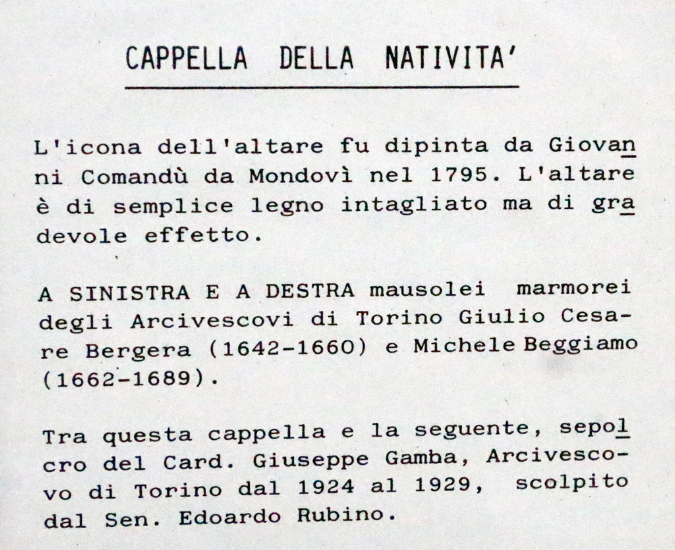 CAPPELLA DELLA NATIVITA'
L'icona dell'altare fu dipinta da Giovan
ni Comandù da Mondovì nel 1795. L'altare
è di semplice legno intagliato ma di gra
devole effetto.
A SINISTRA E A DESTRA mausolei marmorei
degli Arcivescovi di Torino Giulio Cesa-
re Bergera (1642-1660) e Michele Beggiamo
(1662-1689).
Tra questa cappella e la seguente, sepol
cro del Card. Giuseppe Gamba, Arcivesco-
vo di Torino dal 1924 al 1929, scolpito
dal Sen. Edoardo Rubino.